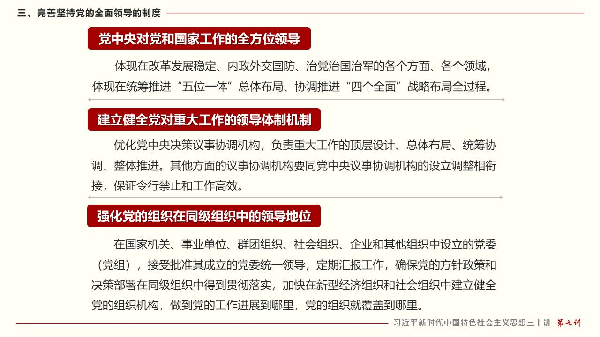 三、完善坚持党的全面领导的制度
党中央对党和国家工作的全方位领导
体现在改革发展稳定、内政外交国防、治党治国治军的各个方面、各个领域，
体现在统筹推进“五位一体”总体布局、协调推进“四个全面”战略布局全过程。
建立健全党对重大工作的领导体制机制
优化党中央决策议事协调机构，负责重大工作的顶层设计、总体布局、统筹协
调、整体推进。其他方面的议事协调机构要同党中央议事协调机构的设立调整相衔
接，保证令行禁止和工作高效。
强化党的组织在同级组织中的领导地位
在国家机关、事业单位、群团组织、社会组织、企业和其他组织中设立的党委
（党组），接受批准其成立的党委统一领导，定期汇报工作，确保党的方针政策和
决策部署在同级组织中得到贯彻落实，加快在新型经济组织和社会组织中建立健全
党的组织机构，做到党的工作进展到哪里，党的组织就覆盖到哪里。
习近平新时代中国特色社会主义思想三十讲 第七讲